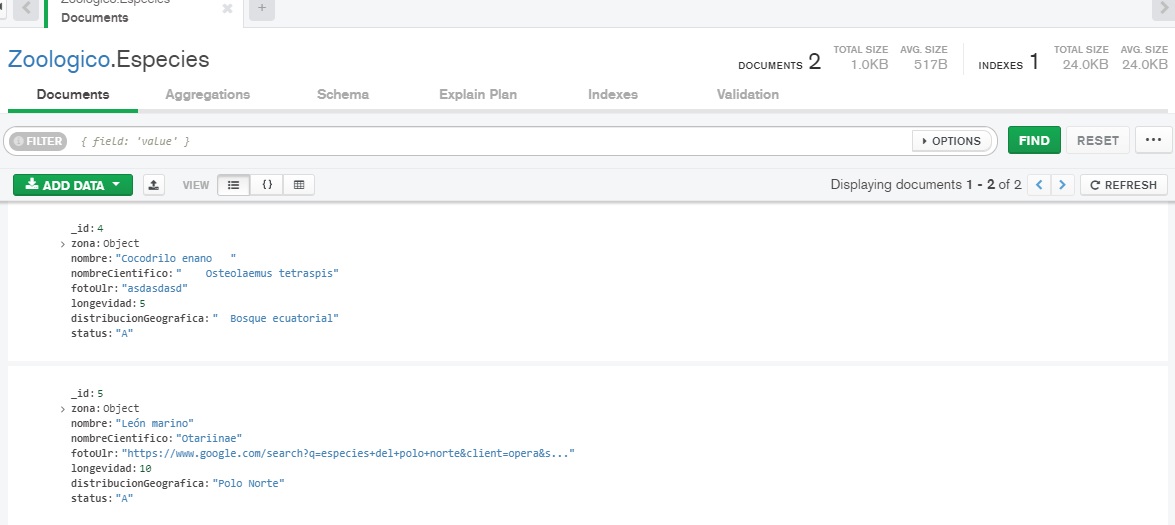 Zoologico.Especies
Documents
Zoologico.Especies
DOCUMENTS 2 TOTAL SIZE 1.0KB AVG. SIZE 517B INDEXES 1 TOTAL SIZE 24.0KB AVG. SIZE 24.0KB
Documents Aggregations Schema Explain Plan Indexes Validation
FILTER { field: 'value' } OPTIONS FIND RESET ...
ADD DATA VIEW {} Displaying documents 1 - 2 of 2 < > REFRESH
_id: 4
> zona: Object
nombre: "Cocodrilo enano   "
nombreCientifico: "    Osteolaemus tetraspis"
fotoUlr: "asdasdasd"
longevidad: 5
distribucionGeografica: "  Bosque ecuatorial"
status: "A"
_id: 5
> zona: Object
nombre: "León marino"
nombreCientifico: "Otariinae"
fotoUlr: "https://www.google.com/search?q=especies+del+polo+norte&client=opera&s..."
longevidad: 10
distribucionGeografica: "Polo Norte"
status: "A"